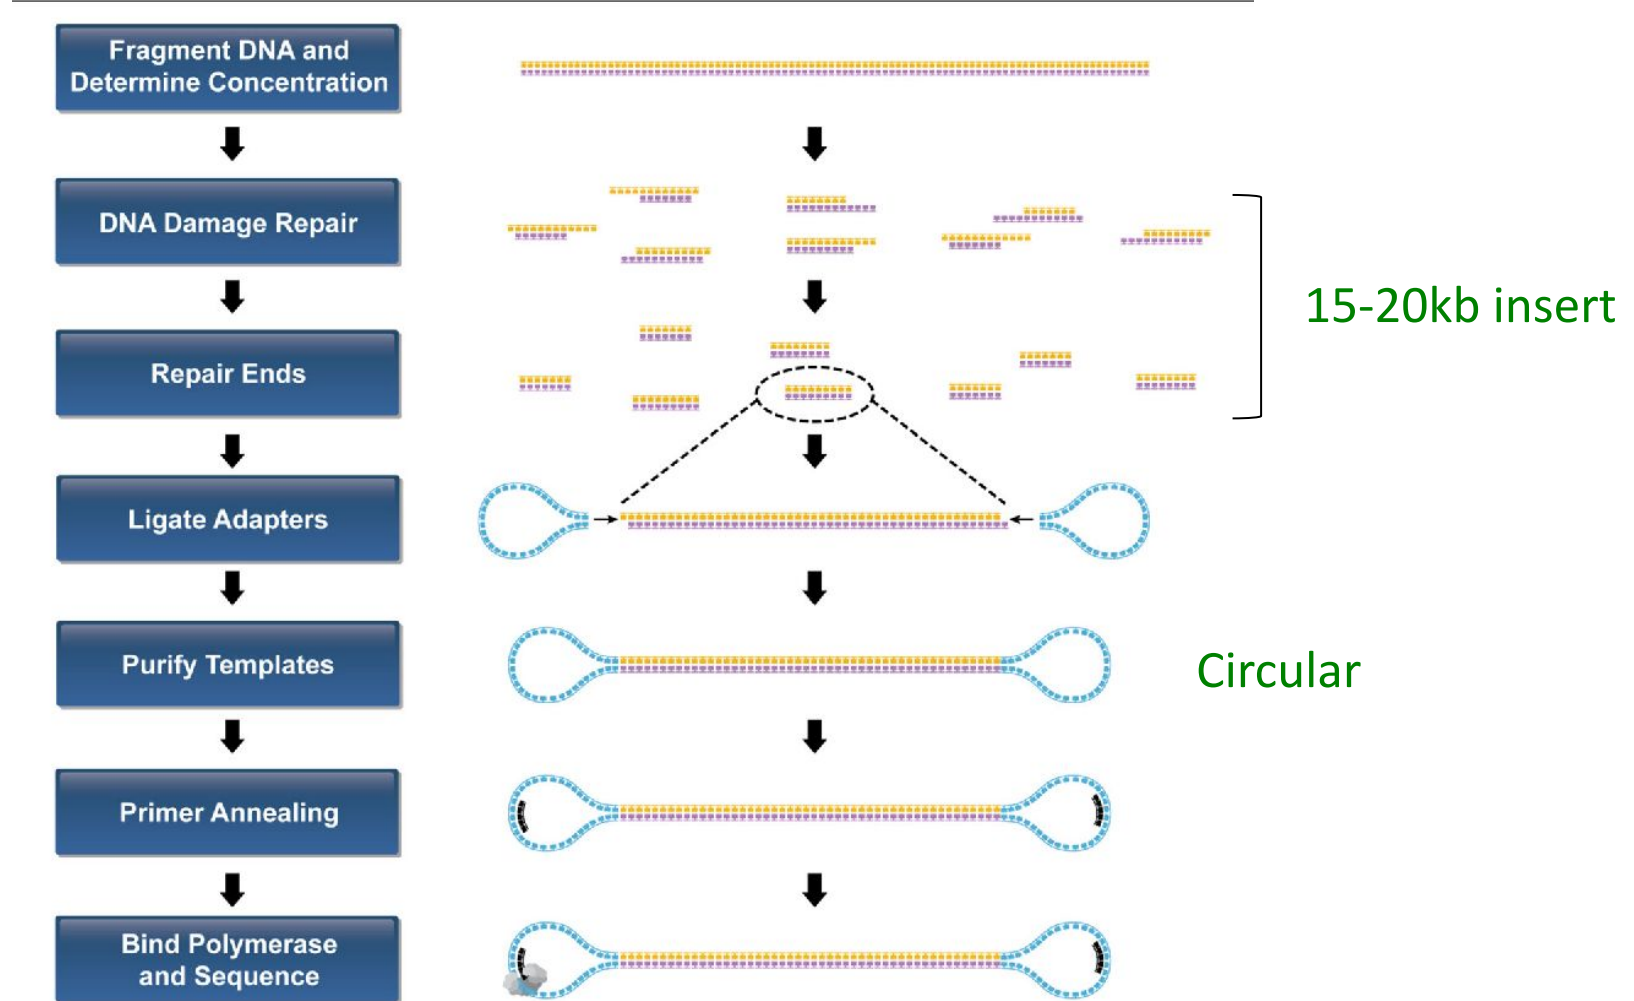 Fragment DNA and
Determine Concentration
DNA Damage Repair
15-20kb insert
Repair Ends
Ligate Adapters
Purify Templates
Circular
Primer Annealing
Bind Polymerase
and Sequence